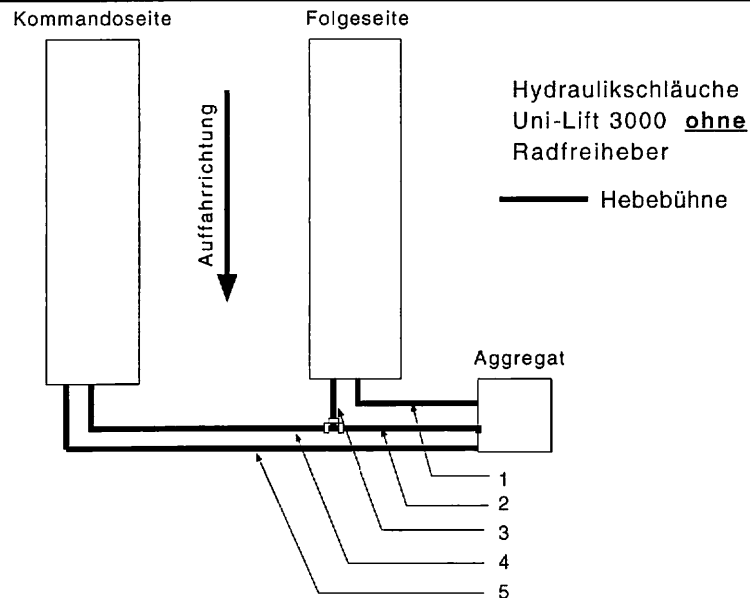 Kommandoseite
Folgeseite
Hydraulikschläuche
Uni-Lift 3000 ohne
Radfreiheber
Hebebühne
Auffahrrichtung
Aggregat
1
2
3
4
5